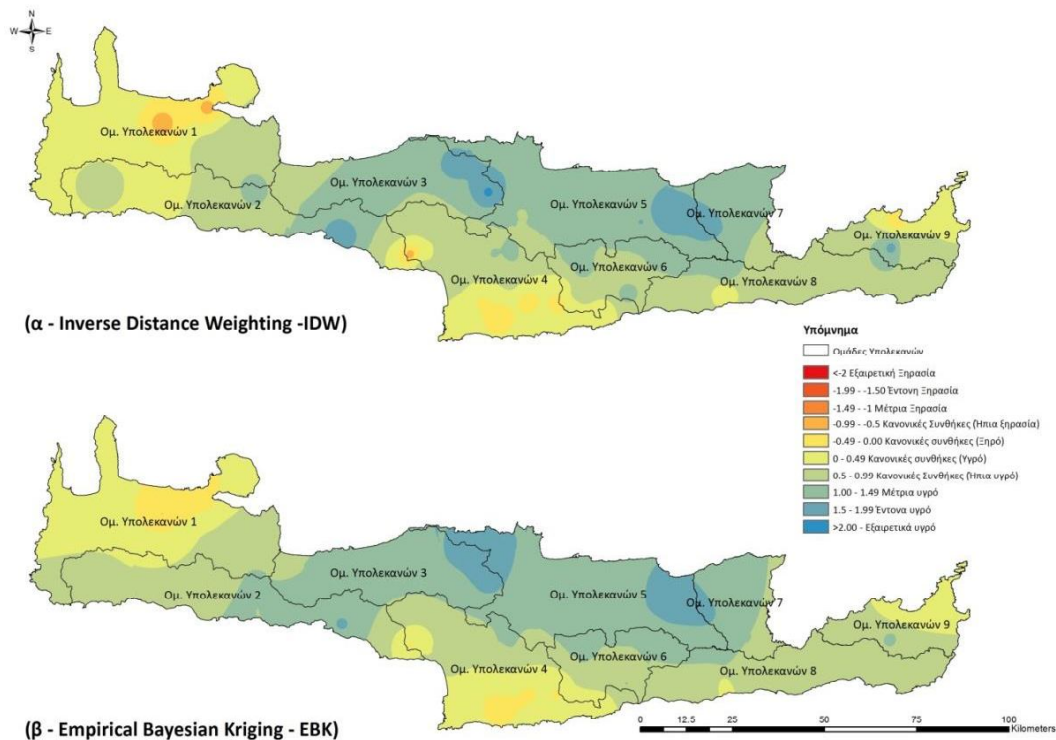 N
W E
S
Ομ. Υπολεκανών 1
Ομ. Υπολεκανών 2
Ομ. Υπολεκανών 3
Ομ. Υπολεκανών 4
Ομ. Υπολεκανών 5
Ομ. Υπολεκανών 6
Ομ. Υπολεκανών 7
Ομ. Υπολεκανών 8
Ομ. Υπολεκανών 9
(α - Inverse Distance Weighting -IDW)
Υπόμνημα
Ομάδες Υπολεκανών
<-2 Εξαιρετική Ξηρασία
-1.99 - -1.50 Έντονη Ξηρασία
-1.49 - -1 Μέτρια Ξηρασία
-0.99 - -0.5 Κανονικές Συνθήκες (Ήπια ξηρασία)
-0.49 - 0.00 Κανονικές συνθήκες (Ξηρό)
0 - 0.49 Κανονικές συνθήκες (Υγρό)
0.5 - 0.99 Κανονικές Συνθήκες (Ήπια υγρό)
1.00 - 1.49 Μέτρια υγρό
1.5 - 1.99 Έντονα υγρό
>2.00 - Εξαιρετικά υγρό
Ομ. Υπολεκανών 1
Ομ. Υπολεκανών 2
Ομ. Υπολεκανών 3
Ομ. Υπολεκανών 4
Ομ. Υπολεκανών 5
Ομ. Υπολεκανών 6
Ομ. Υπολεκανών 7
Ομ. Υπολεκανών 8
Ομ. Υπολεκανών 9
(β - Empirical Bayesian Kriging - EBK)
0 12.5 25 50 75 100
Kilometers